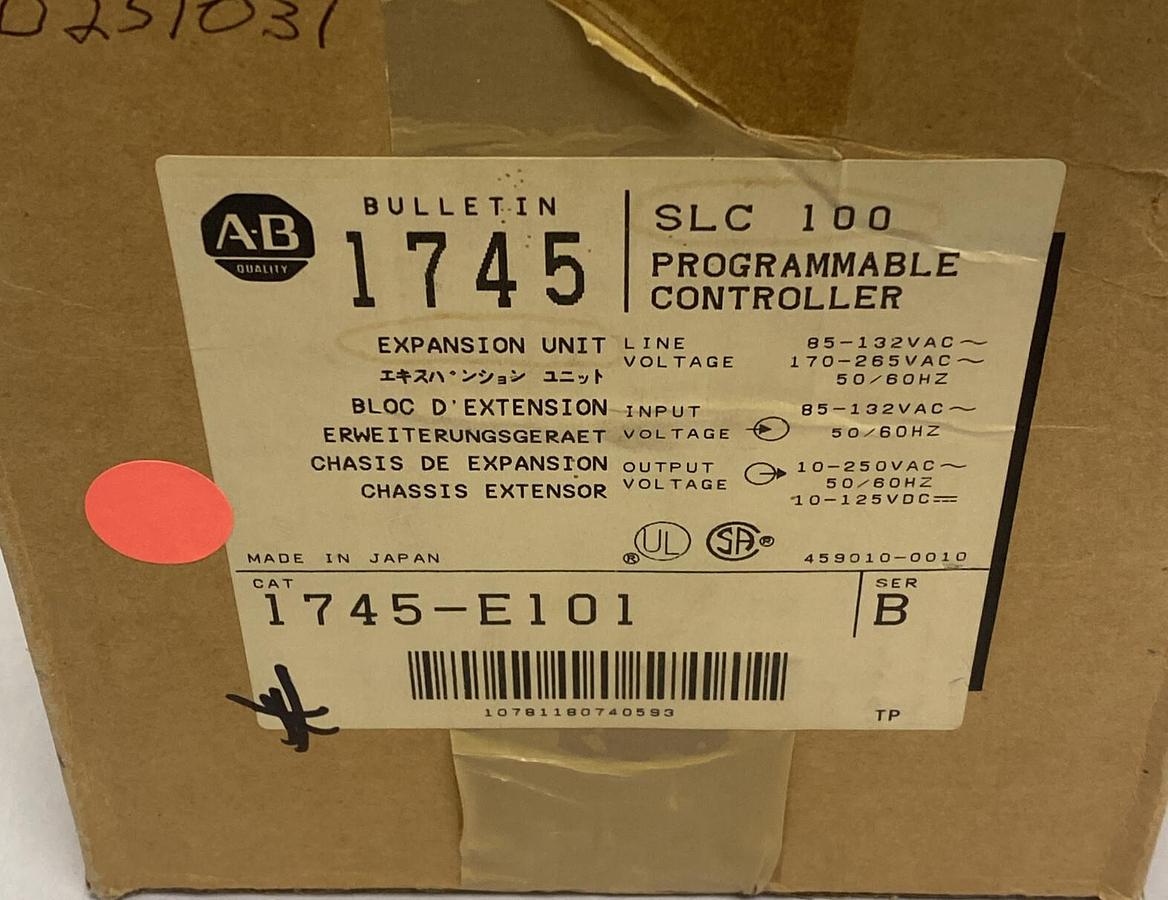 0251031
A·B
QUALITY
BULLETIN
1745
SLC 100
PROGRAMMABLE
CONTROLLER
EXPANSION UNIT
エキスパンション ユニット
BLOC D'EXTENSION
ERWEITERUNGSGERAET
CHASIS DE EXPANSION
CHASSIS EXTENSOR
LINE 85-132VAC~
VOLTAGE 170-265VAC~
50/60HZ
INPUT 85-132VAC~
VOLTAGE 50/60HZ
OUTPUT 10-250VAC~
VOLTAGE 50/60HZ
10-125VDC⎓
MADE IN JAPAN
® UL SA ®
459010-0010
CAT
1745-E101
SER
B
10781180740593
TP